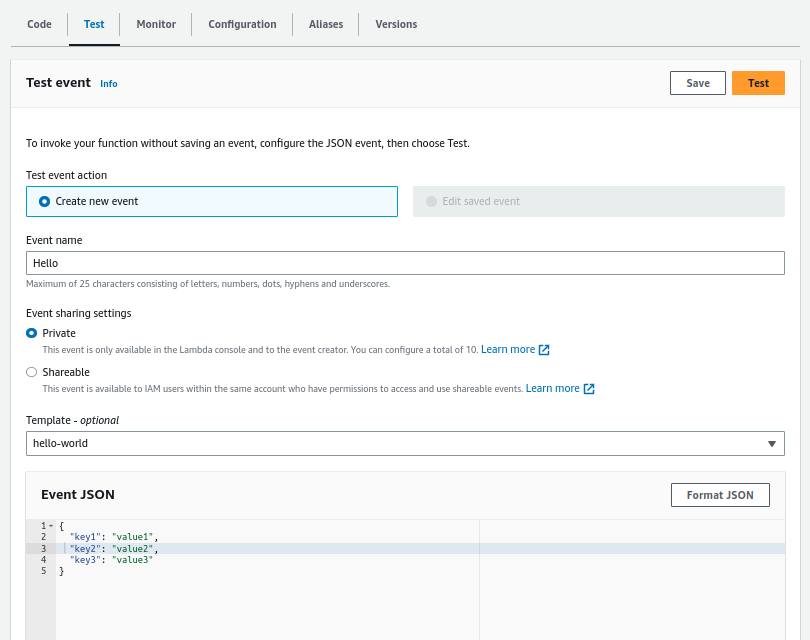 Code Test Monitor Configuration Aliases Versions
Test event Info Save Test
To invoke your function without saving an event, configure the JSON event, then choose Test.
Test event action
Create new event Edit saved event
Event name
Hello
Maximum of 25 characters consisting of letters, numbers, dots, hyphens and underscores.
Event sharing settings
Private
This event is only available in the Lambda console and to the event creator. You can configure a total of 10. Learn more
Shareable
This event is available to IAM users within the same account who have permissions to access and use shareable events. Learn more
Template - optional
hello-world
Event JSON Format JSON
1 {
2 "key1": "value1",
3 "key2": "value2",
4 "key3": "value3"
5 }